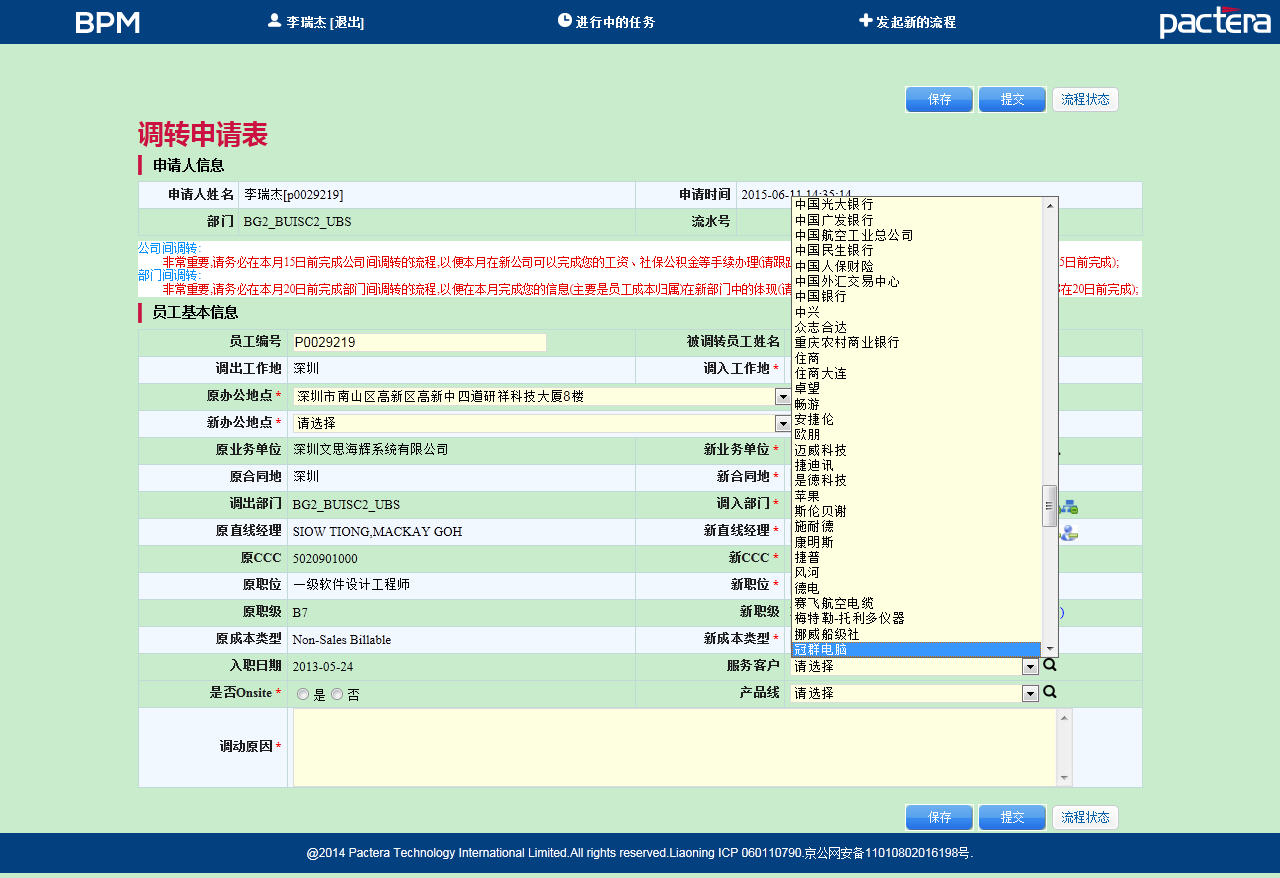 BPM
李瑞杰 [退出]
进行中的任务
发起新的流程
pactera
保存
提交
流程状态
调转申请表
申请人信息
申请人姓名 李瑞杰[p0029219] 申请时间 2015-06-11 14:35:14
部门 BG2_BUISC2_UBS 流水号
公司间调转:
非常重要,请务必在本月15日前完成公司间调转的流程,以便本月在新公司可以完成您的工资、社保公积金等手续办理(请跟踪 5日前完成);
部门间调转:
非常重要,请务必在本月20日前完成部门间调转的流程,以便在本月完成您的信息(主要是员工成本归属)在新部门中的体现(请 在20日前完成);
员工基本信息
员工编号 P0029219 被调转员工姓名
调出工作地 深圳 调入工作地 *
原办公地点 * 深圳市南山区高新区高新中四道研祥科技大厦8楼
新办公地点 * 请选择
原业务单位 深圳文思海辉系统有限公司 新业务单位 *
原合同地 深圳 新合同地 *
调出部门 BG2_BUISC2_UBS 调入部门 *
原直线经理 SIOW TIONG,MACKAY GOH 新直线经理 *
原CCC 5020901000 新CCC *
原职位 一级软件设计工程师 新职位 *
原职级 B7 新职级 )
原成本类型 Non-Sales Billable 新成本类型 *
入职日期 2013-05-24 服务客户 请选择
是否Onsite * 是 否 产品线 请选择
调动原因 *
中国光大银行
中国广发银行
中国航空工业总公司
中国民生银行
中国人保财险
中国外汇交易中心
中国银行
中兴
众志合达
重庆农村商业银行
住商
住商大连
卓望
畅游
安捷伦
欧朋
迈威科技
捷迪讯
是德科技
苹果
斯伦贝谢
施耐德
康明斯
捷普
风河
德电
赛飞航空电缆
梅特勒-托利多仪器
挪威船级社
冠群电脑
保存
提交
流程状态
@2014 Pactera Technology International Limited.All rights reserved.Liaoning ICP 060110790.京公网安备11010802016198号.